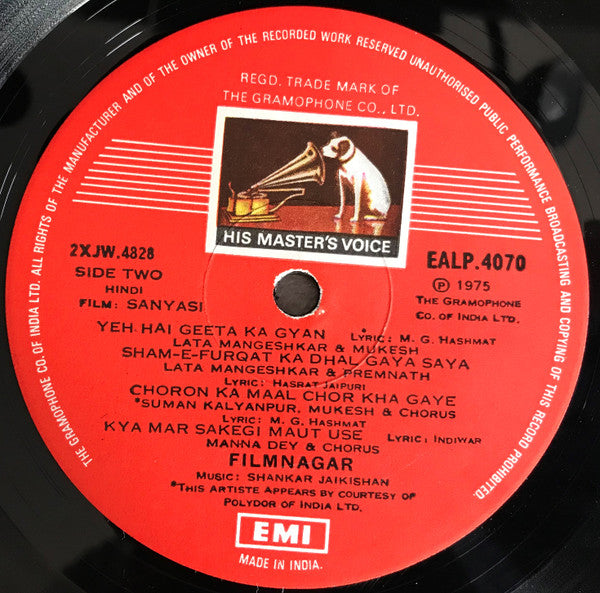 THE GRAMOPHONE CO. OF INDIA LTD. ALL RIGHTS OF THE MANUFACTURER AND OF THE OWNER OF THE RECORDED WORK RESERVED UNAUTHORISED PUBLIC PERFORMANCE BROADCASTING AND COPYING OF THIS RECORD PROHIBITED.
REGD. TRADE MARK OF
THE GRAMOPHONE CO., LTD.
HIS MASTER'S VOICE
2XJW.4828
SIDE TWO
HINDI
FILM: SANYASI
EALP.4070
Ⓟ 1975
THE GRAMOPHONE
CO. OF INDIA LTD.
YEH HAI GEETA KA GYAN LYRIC: M. G. HASHMAT
LATA MANGESHKAR & MUKESH
SHAM-E-FURQAT KA DHAL GAYA SAYA
LATA MANGESHKAR & PREMNATH
LYRIC: HASRAT JAIPURI
CHORON KA MAAL CHOR KHA GAYE
*SUMAN KALYANPUR, MUKESH & CHORUS
LYRIC: M. G. HASHMAT
KYA MAR SAKEGI MAUT USE LYRIC: INDIWAR
MANNA DEY & CHORUS
FILMNAGAR
MUSIC: SHANKAR JAIKISHAN
*THIS ARTISTE APPEARS BY COURTESY OF
POLYDOR OF INDIA LTD.
EMI
MADE IN INDIA.